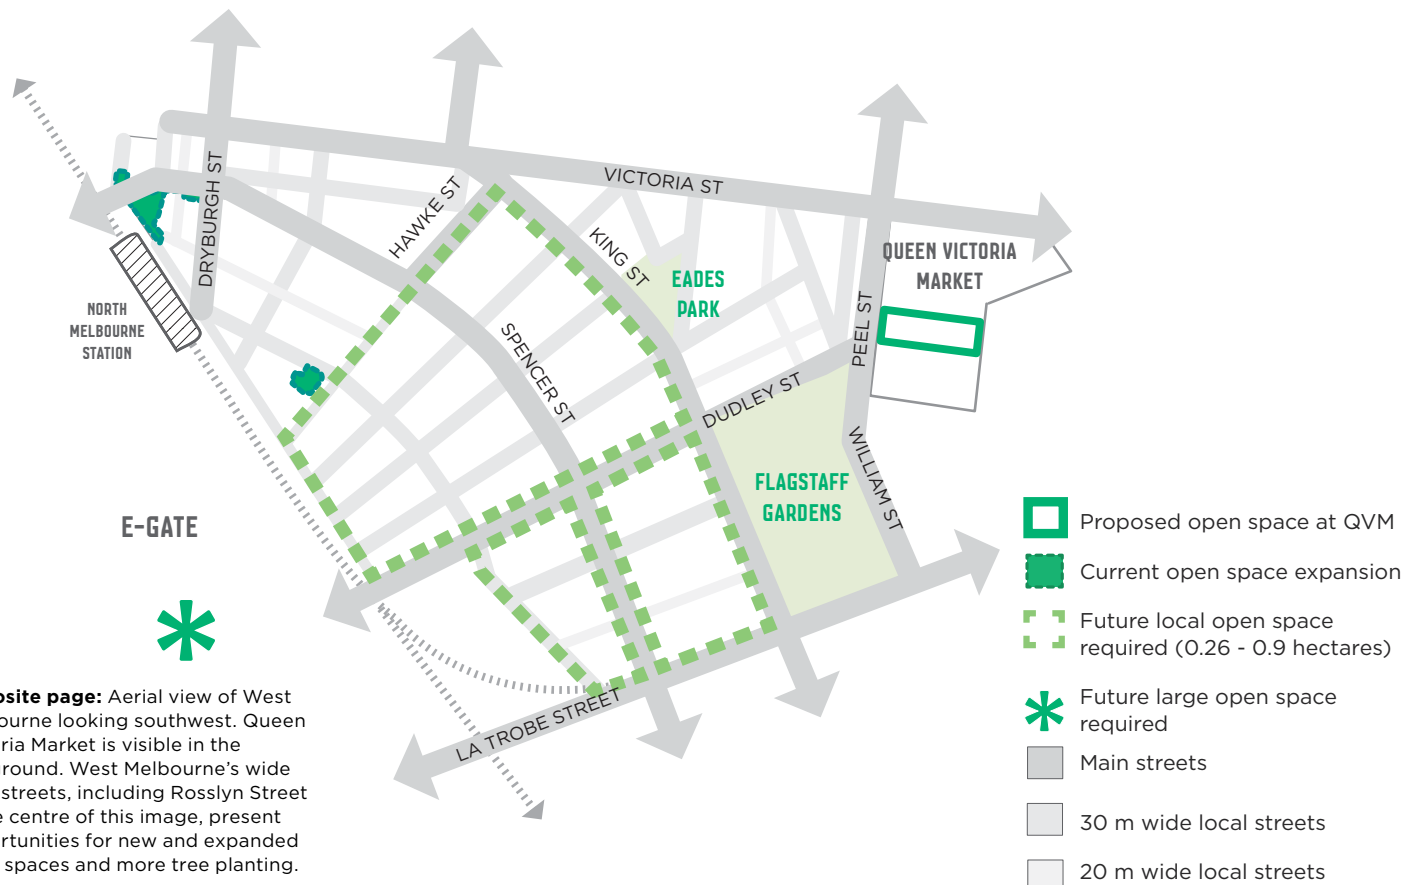 VICTORIA ST
DRYBURGH ST
HAWKE ST
KING ST
EADES
PARK
QUEEN VICTORIA
MARKET
PEEL ST
NORTH
MELBOURNE
STATION
SPENCER ST
DUDLEY ST
WILLIAM ST
FLAGSTAFF
GARDENS
E-GATE
LA TROBE STREET
Proposed open space at QVM
Current open space expansion
Future local open space
required (0.26 - 0.9 hectares)
Future large open space
required
Main streets
30 m wide local streets
20 m wide local streets
osite page: Aerial view of West
ourne looking southwest. Queen
ria Market is visible in the
ground. West Melbourne's wide
streets, including Rosslyn Street
e centre of this image, present
rtunities for new and expanded
spaces and more tree planting.